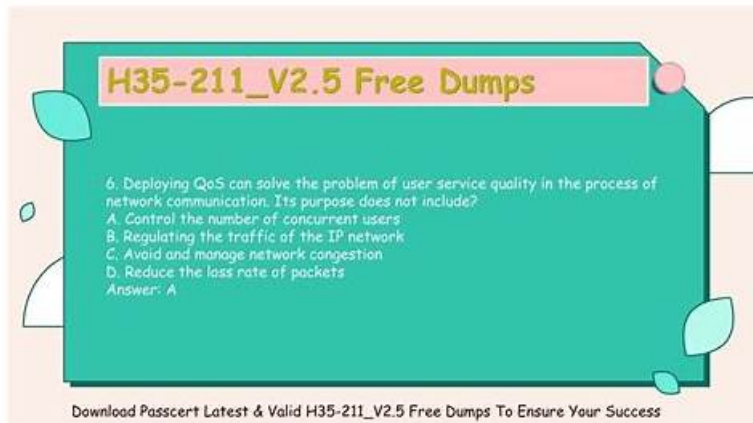 H35-211_V2.5 Free Dumps
6. Deploying QoS can solve the problem of user service quality in the process of
network communication. Its purpose does not include?
A. Control the number of concurrent users
B. Regulating the traffic of the IP network
C. Avoid and manage network congestion
D. Reduce the loss rate of packets
Answer: A
Download Passcert Latest & Valid H35-211_V2.5 Free Dumps To Ensure Your Success